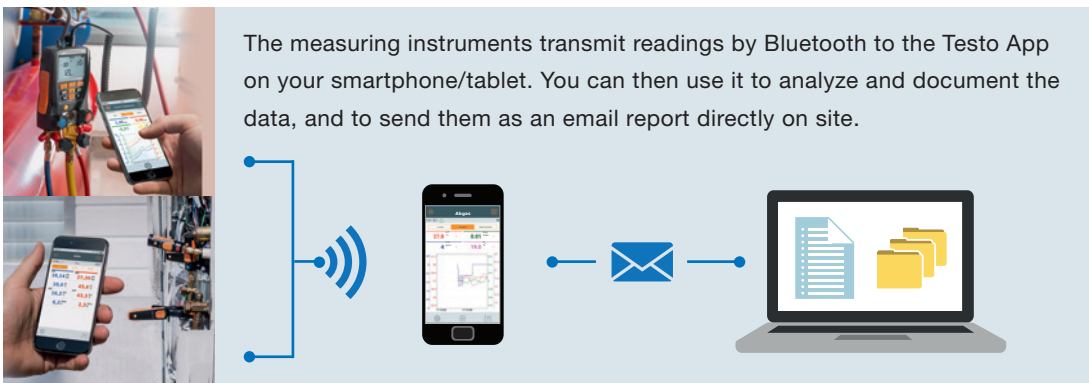 The measuring instruments transmit readings by Bluetooth to the Testo App
on your smartphone/tablet. You can then use it to analyze and document the
data, and to send them as an email report directly on site.
Abgas